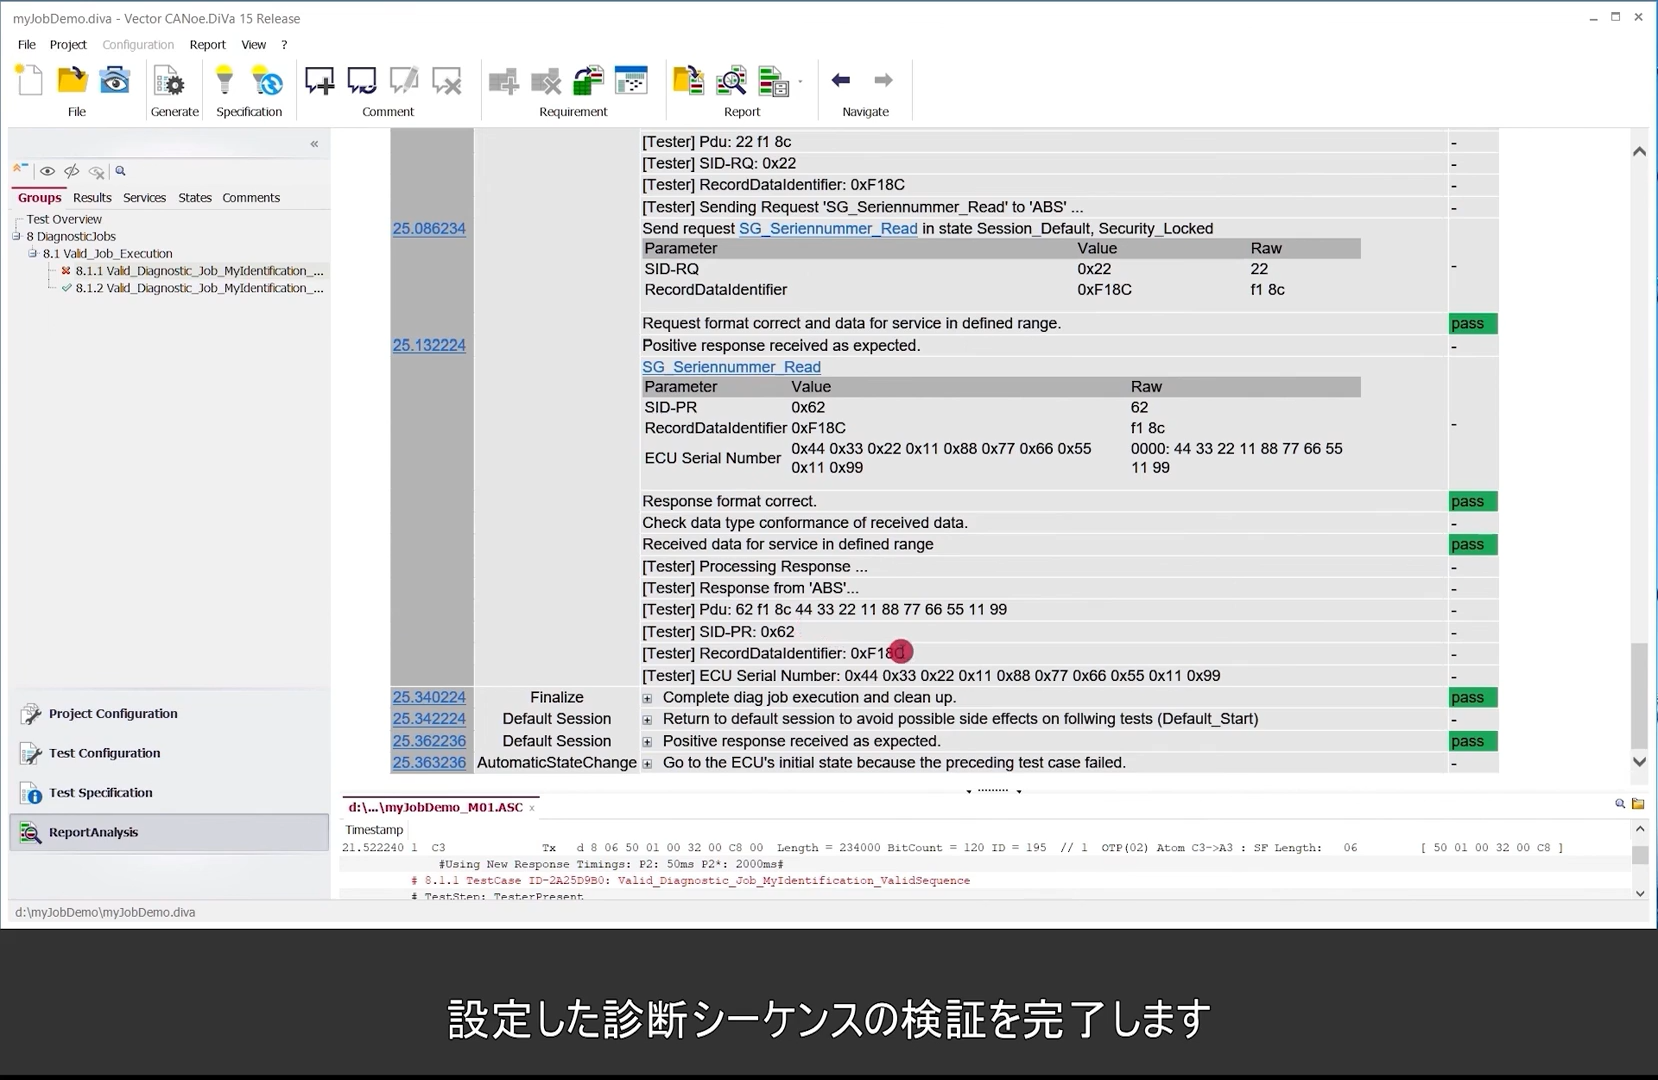 myJobDemo.diva - Vector CANoe.DiVa 15 Release
File Project Configuration Report View ?
File Generate Specification Comment Requirement Report Navigate
Groups Results Services States Comments
Test Overview
8 DiagnosticJobs
8.1 Valid_Job_Execution
8.1.1 Valid_Diagnostic_Job_MyIdentification_...
8.1.2 Valid_Diagnostic_Job_MyIdentification_...
Project Configuration
Test Configuration
Test Specification
ReportAnalysis
[Tester] Pdu: 22 f1 8c -
[Tester] SID-RQ: 0x22 -
[Tester] RecordDataIdentifier: 0xF18C -
[Tester] Sending Request 'SG_Seriennummer_Read' to 'ABS' ... -
25.086234 Send request SG_Seriennummer_Read in state Session_Default, Security_Locked
Parameter Value Raw
SID-RQ 0x22 22 -
RecordDataIdentifier 0xF18C f1 8c
Request format correct and data for service in defined range. pass
25.132224 Positive response received as expected. -
SG_Seriennummer_Read
Parameter Value Raw
SID-PR 0x62 62
RecordDataIdentifier 0xF18C f1 8c -
ECU Serial Number 0x44 0x33 0x22 0x11 0x88 0x77 0x66 0x55 0000: 44 33 22 11 88 77 66 55
0x11 0x99 11 99
Response format correct. pass
Check data type conformance of received data. -
Received data for service in defined range pass
[Tester] Processing Response ... -
[Tester] Response from 'ABS'... -
[Tester] Pdu: 62 f1 8c 44 33 22 11 88 77 66 55 11 99 -
[Tester] SID-PR: 0x62 -
[Tester] RecordDataIdentifier: 0xF18C -
[Tester] ECU Serial Number: 0x44 0x33 0x22 0x11 0x88 0x77 0x66 0x55 0x11 0x99 -
25.340224 Finalize Complete diag job execution and clean up. pass
25.342224 Default Session Return to default session to avoid possible side effects on follwing tests (Default_Start) -
25.362236 Default Session Positive response received as expected. pass
25.363236 AutomaticStateChange Go to the ECU's initial state because the preceding test case failed. -
d:\...\myJobDemo_M01.ASC ×
Timestamp
21.522240 1 C3 Tx d 8 06 50 01 00 32 00 C8 00 Length = 234000 BitCount = 120 ID = 195 // 1 OTP(02) Atom C3->A3 : SF Length: 06 [ 50 01 00 32 00 C8 ]
#Using New Response Timings: P2: 50ms P2*: 2000ms#
# 8.1.1 TestCase ID-2A25D9B0: Valid_Diagnostic_Job_MyIdentification_ValidSequence
# TestStep: TesterPresent
d:\myJobDemo\myJobDemo.diva
設定した診断シーケンスの検証を完了します